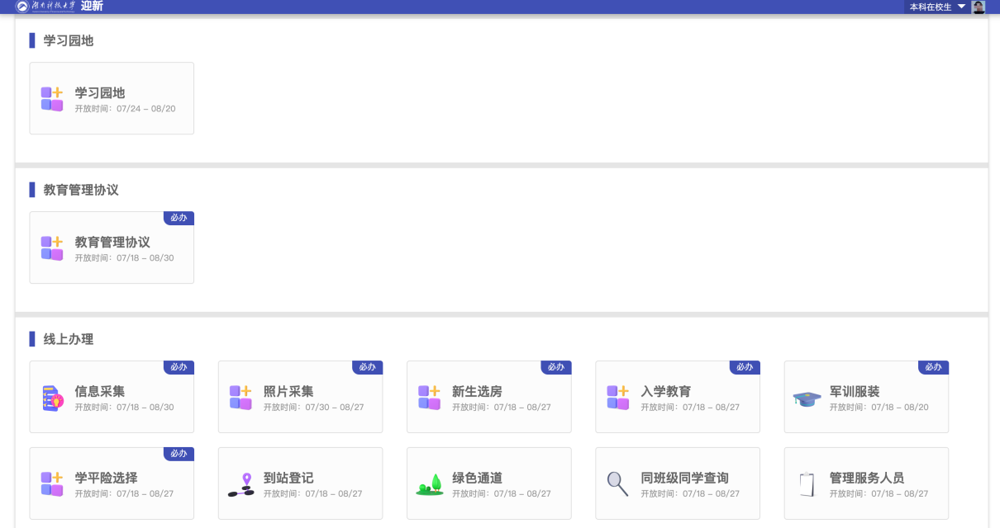 湖南科技大学 迎新
本科在校生
学习园地
学习园地
开放时间：07/24 - 08/20
教育管理协议
必办
教育管理协议
开放时间：07/18 - 08/30
线上办理
必办
信息采集
开放时间：07/18 - 08/30
必办
照片采集
开放时间：07/30 - 08/27
必办
新生选房
开放时间：07/18 - 08/27
必办
入学教育
开放时间：07/18 - 08/27
必办
军训服装
开放时间：07/18 - 08/20
必办
学平险选择
开放时间：07/18 - 08/27
到站登记
开放时间：07/18 - 08/27
绿色通道
开放时间：07/18 - 08/27
同班级同学查询
开放时间：07/18 - 08/27
管理服务人员
开放时间：07/18 - 08/27